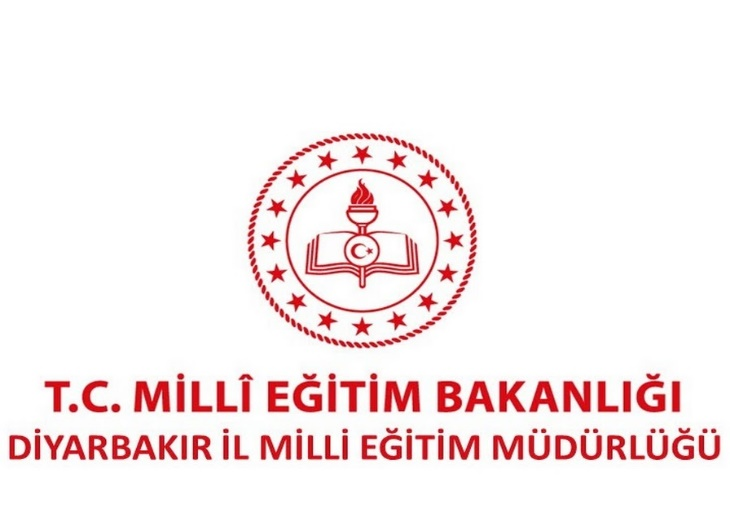 T.C. MİLLÎ EĞİTİM BAKANLIĞI
DİYARBAKIR İL MİLLİ EĞİTİM MÜDÜRLÜĞÜ